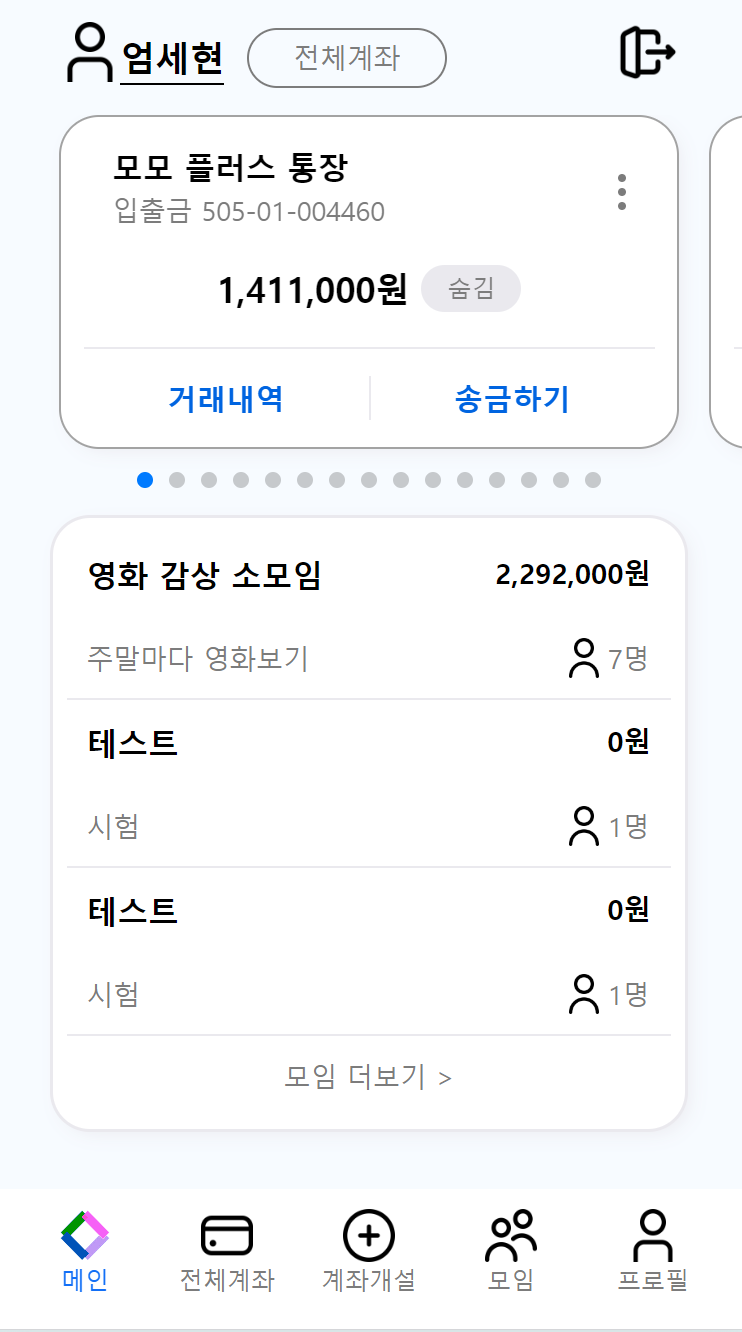 엄세현 전체계좌
모모 플러스 통장
입출금 505-01-004460
1,411,000원 숨김
거래내역 송금하기
영화 감상 소모임 2,292,000원
주말마다 영화보기 7명
테스트 0원
시험 1명
테스트 0원
시험 1명
모임 더보기 >
메인 전체계좌 계좌개설 모임 프로필